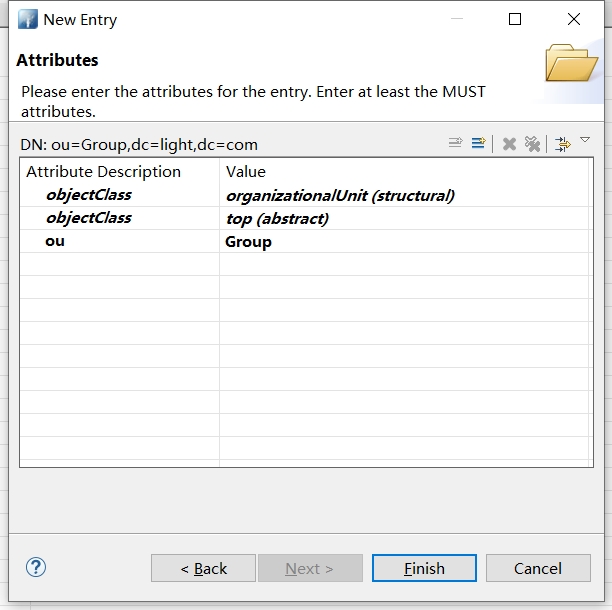 New Entry
Attributes
Please enter the attributes for the entry. Enter at least the MUST
attributes.
DN: ou=Group,dc=light,dc=com
Attribute Description Value
objectClass organizationalUnit (structural)
objectClass top (abstract)
ou Group
?
< Back Next > Finish Cancel